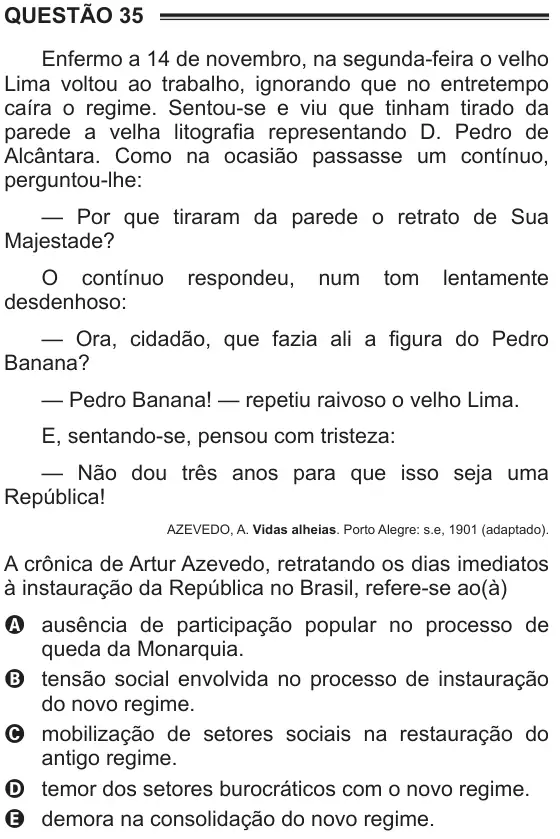 QUESTÃO 35
Enfermo a 14 de novembro, na segunda-feira o velho
Lima voltou ao trabalho, ignorando que no entretempo
caíra o regime. Sentou-se e viu que tinham tirado da
parede a velha litografia representando D. Pedro de
Alcântara. Como na ocasião passasse um contínuo,
perguntou-lhe:
— Por que tiraram da parede o retrato de Sua
Majestade?
O contínuo respondeu, num tom lentamente
desdenhoso:
— Ora, cidadão, que fazia ali a figura do Pedro
Banana?
— Pedro Banana! — repetiu raivoso o velho Lima.
E, sentando-se, pensou com tristeza:
— Não dou três anos para que isso seja uma
República!
AZEVEDO, A. Vidas alheias. Porto Alegre: s.e, 1901 (adaptado).
A crônica de Artur Azevedo, retratando os dias imediatos
à instauração da República no Brasil, refere-se ao(à)
A ausência de participação popular no processo de
queda da Monarquia.
B tensão social envolvida no processo de instauração
do novo regime.
C mobilização de setores sociais na restauração do
antigo regime.
D temor dos setores burocráticos com o novo regime.
E demora na consolidação do novo regime.